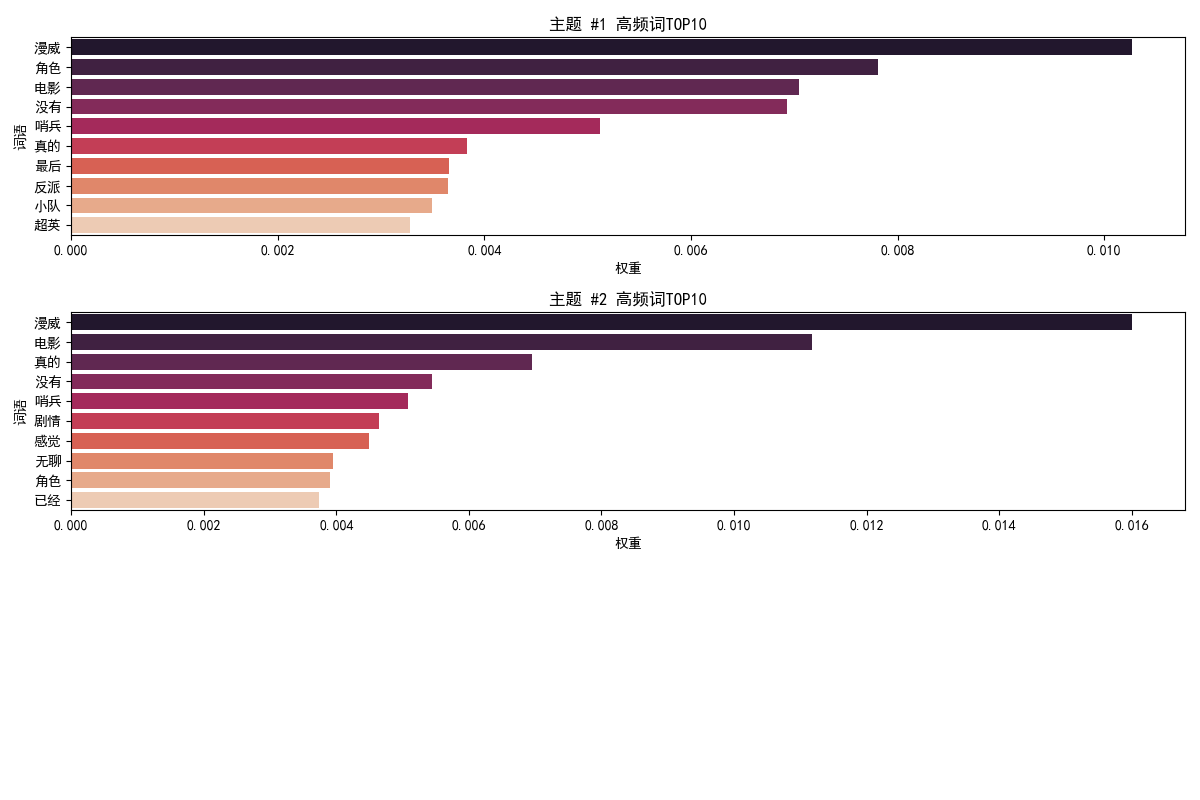 主题 #1 高频词TOP10
词语
漫威
角色
电影
没有
哨兵
真的
最后
反派
小队
超英
0.000 0.002 0.004 0.006 0.008 0.010
权重
主题 #2 高频词TOP10
词语
漫威
电影
真的
没有
哨兵
剧情
感觉
无聊
角色
已经
0.000 0.002 0.004 0.006 0.008 0.010 0.012 0.014 0.016
权重